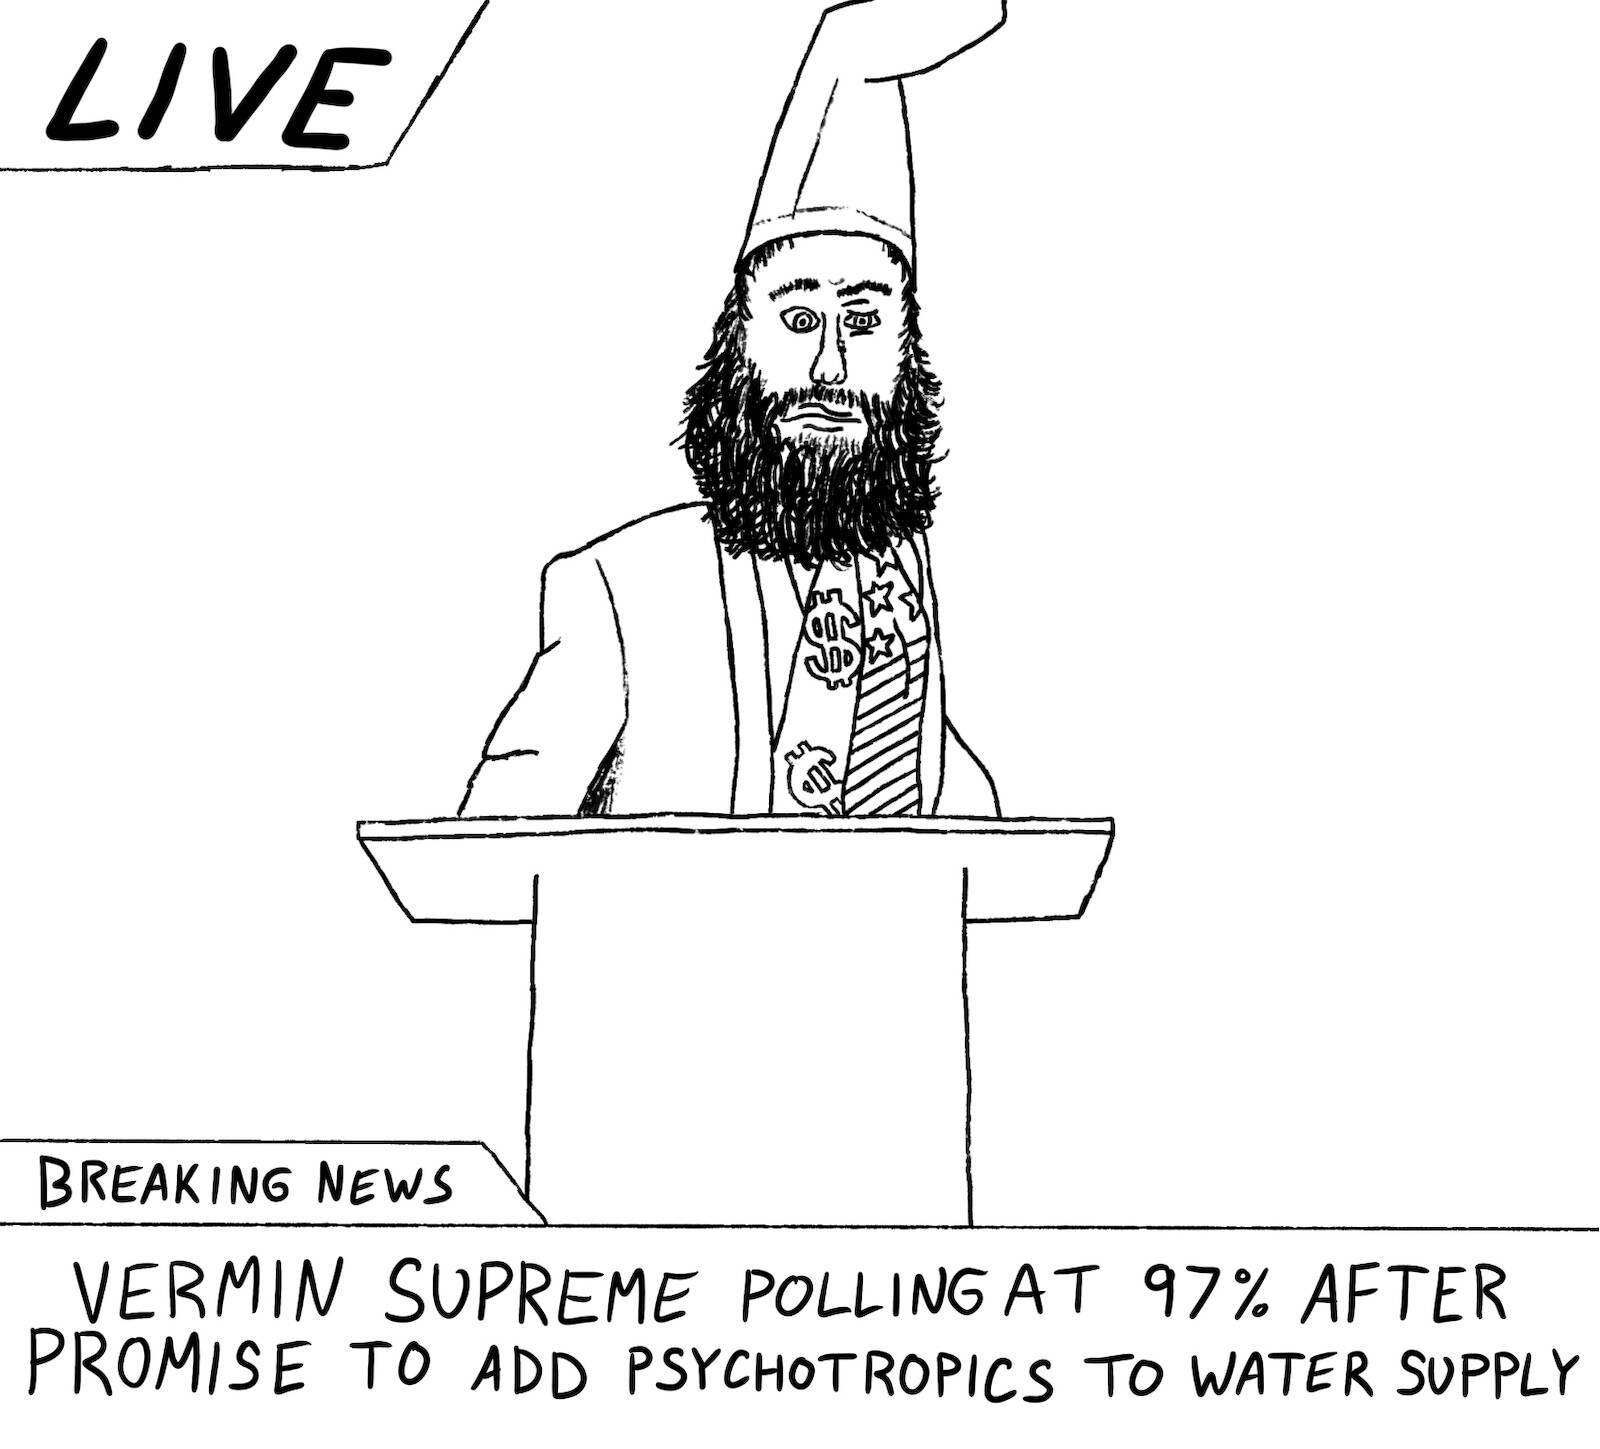 LIVE
BREAKING NEWS
VERMIN SUPREME POLLING AT 97% AFTER
PROMISE TO ADD PSYCHOTROPICS TO WATER SUPPLY